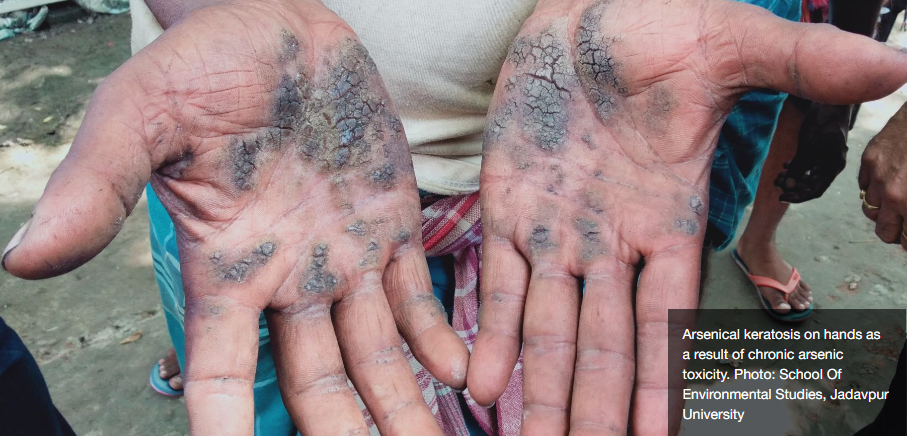 Arsenical keratosis on hands as
a result of chronic arsenic
toxicity. Photo: School Of
Environmental Studies, Jadavpur
University